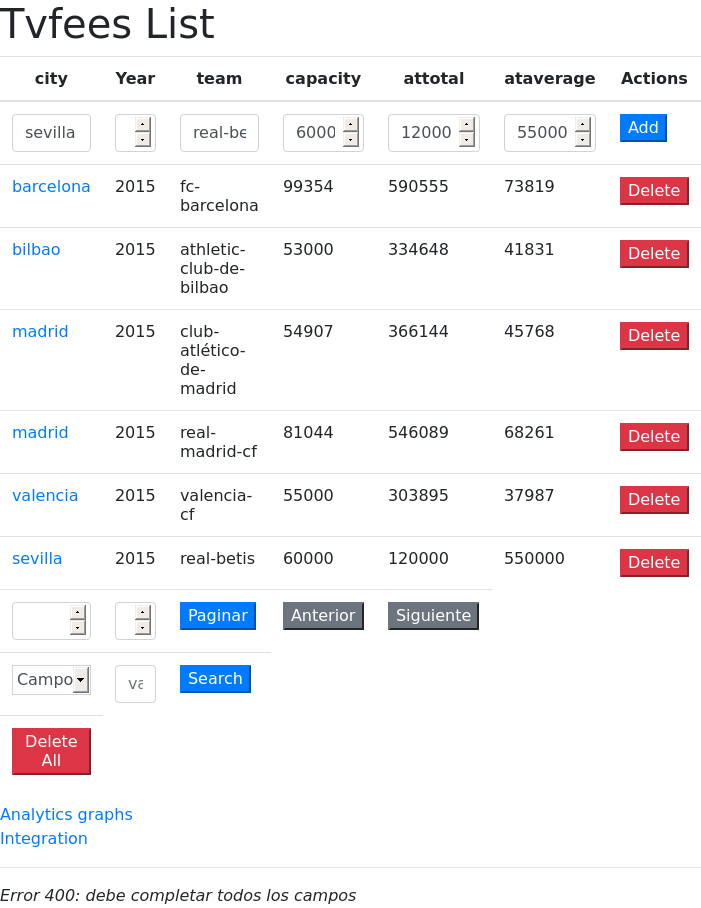 Tvfees List
city Year team capacity attotal ataverage Actions
sevilla real-be 6000 12000 55000 Add
barcelona 2015 fc- 99354 590555 73819 Delete
barcelona
bilbao 2015 athletic- 53000 334648 41831 Delete
club-de-
bilbao
madrid 2015 club- 54907 366144 45768 Delete
atlético-
de-
madrid
madrid 2015 real- 81044 546089 68261 Delete
madrid-cf
valencia 2015 valencia- 55000 303895 37987 Delete
cf
sevilla 2015 real-betis 60000 120000 550000 Delete
Paginar Anterior Siguiente
Campo va Search
Delete
All
Analytics graphs
Integration
Error 400: debe completar todos los campos